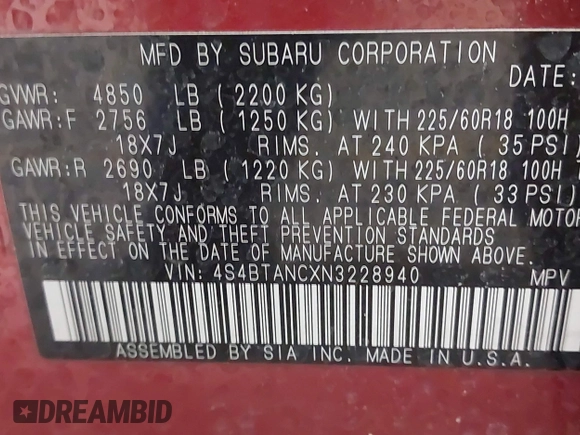 MFD BY SUBARU CORPORATION
DATE:
GVWR: 4850 LB (2200 KG)
GAWR:F 2756 LB (1250 KG) WITH 225/60R18 100H
18X7J RIMS. AT 240 KPA (35 PSI)
GAWR:R 2690 LB (1220 KG) WITH 225/60R18 100H
18X7J RIMS. AT 230 KPA (33 PSI)
THIS VEHICLE CONFORMS TO ALL APPLICABLE FEDERAL MOTOR
VEHICLE SAFETY AND THEFT PREVENTION STANDARDS
IN EFFECT ON THE DATE OF MANUFACTURE SHOWN ABOVE.
VIN: 4S4BTANCXN3228940 MPV
ASSEMBLED BY SIA INC. MADE IN U.S.A.
DREAMBID